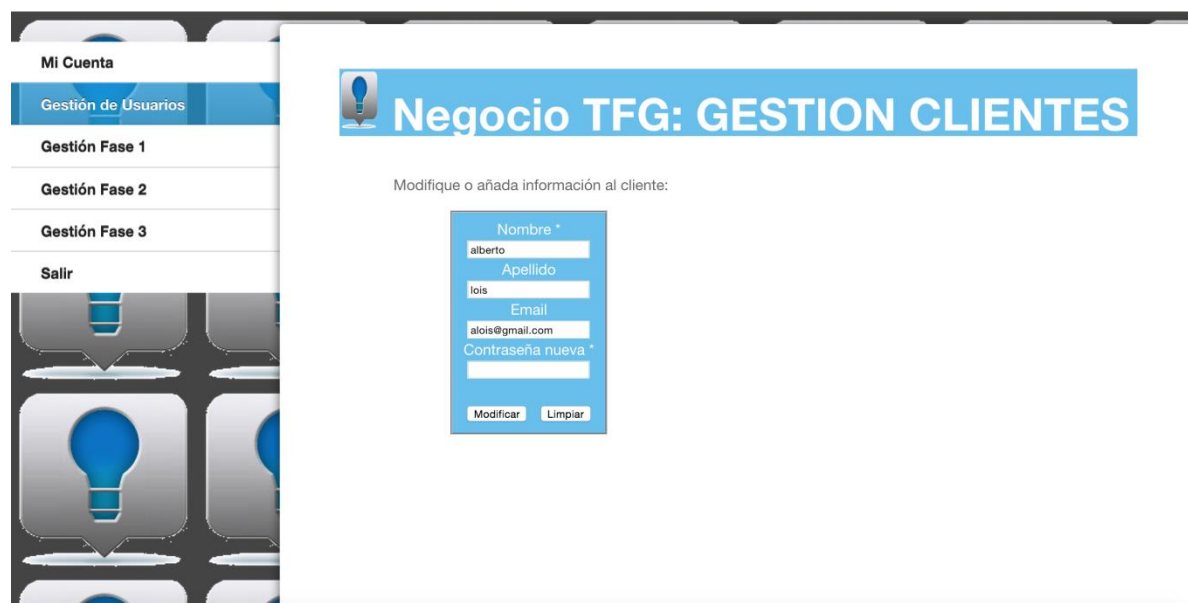 Mi Cuenta
Gestión de Usuarios
Gestión Fase 1
Gestión Fase 2
Gestión Fase 3
Salir
Negocio TFG: GESTION CLIENTES
Modifique o añada información al cliente:
Nombre *
alberto
Apellido
lois
Email
alois@gmail.com
Contraseña nueva *
Modificar Limpiar